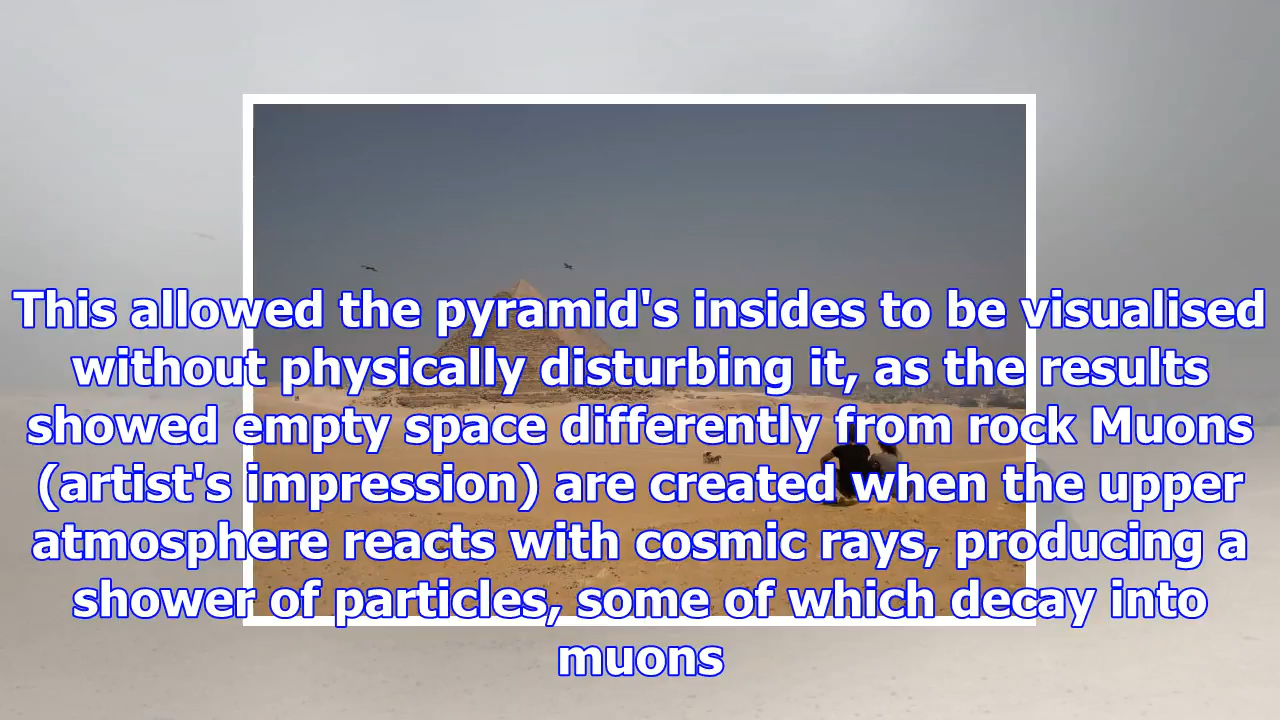 This allowed the pyramid's insides to be visualised
without physically disturbing it, as the results
showed empty space differently from rock Muons
(artist's impression) are created when the upper
atmosphere reacts with cosmic rays, producing a
shower of particles, some of which decay into
muons